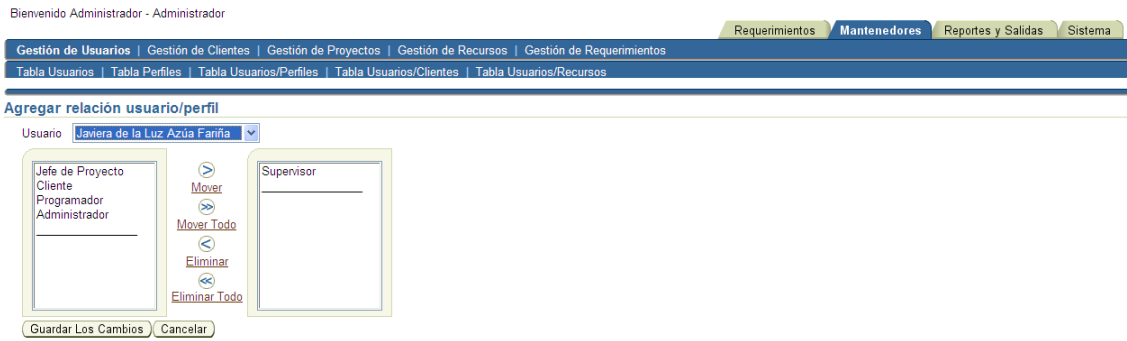 Bienvenido Administrador - Administrador
Requerimientos Mantenedores Reportes y Salidas Sistema
Gestión de Usuarios | Gestión de Clientes | Gestión de Proyectos | Gestión de Recursos | Gestión de Requerimientos
Tabla Usuarios | Tabla Perfiles | Tabla Usuarios/Perfiles | Tabla Usuarios/Clientes | Tabla Usuarios/Recursos
Agregar relación usuario/perfil
Usuario Javiera de la Luz Azúa Fariña
Jefe de Proyecto
Cliente
Programador
Administrador
Mover
Mover Todo
Eliminar
Eliminar Todo
Supervisor
Guardar Los Cambios Cancelar